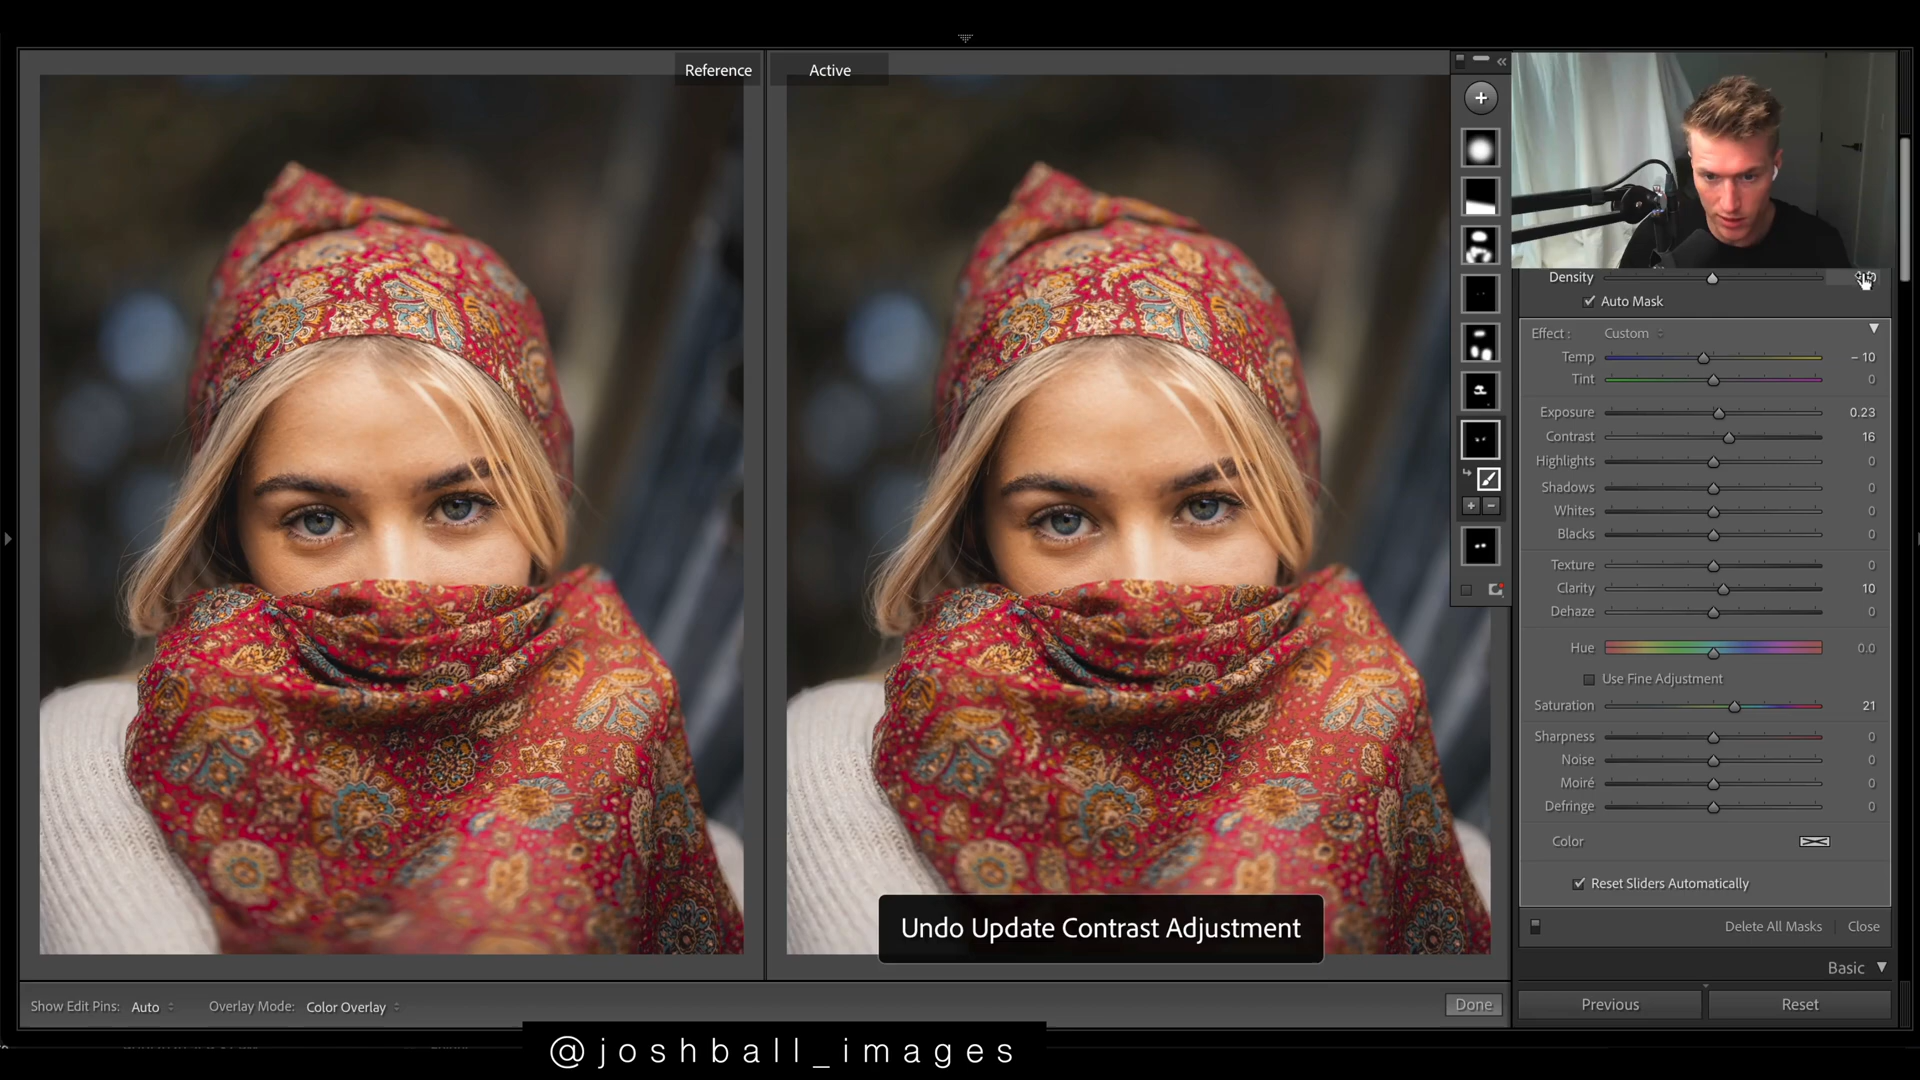 Reference
Active
Density
Auto Mask
Effect : Custom
Temp – 10
Tint 0
Exposure 0.23
Contrast 16
Highlights 0
Shadows 0
Whites 0
Blacks 0
Texture 0
Clarity 10
Dehaze 0
Hue 0.0
Use Fine Adjustment
Saturation 21
Sharpness 0
Noise 0
Moiré 0
Defringe 0
Color
Reset Sliders Automatically
Undo Update Contrast Adjustment
Delete All Masks Close
Basic
Show Edit Pins: Auto Overlay Mode: Color Overlay Done
Previous Reset
@joshball_images